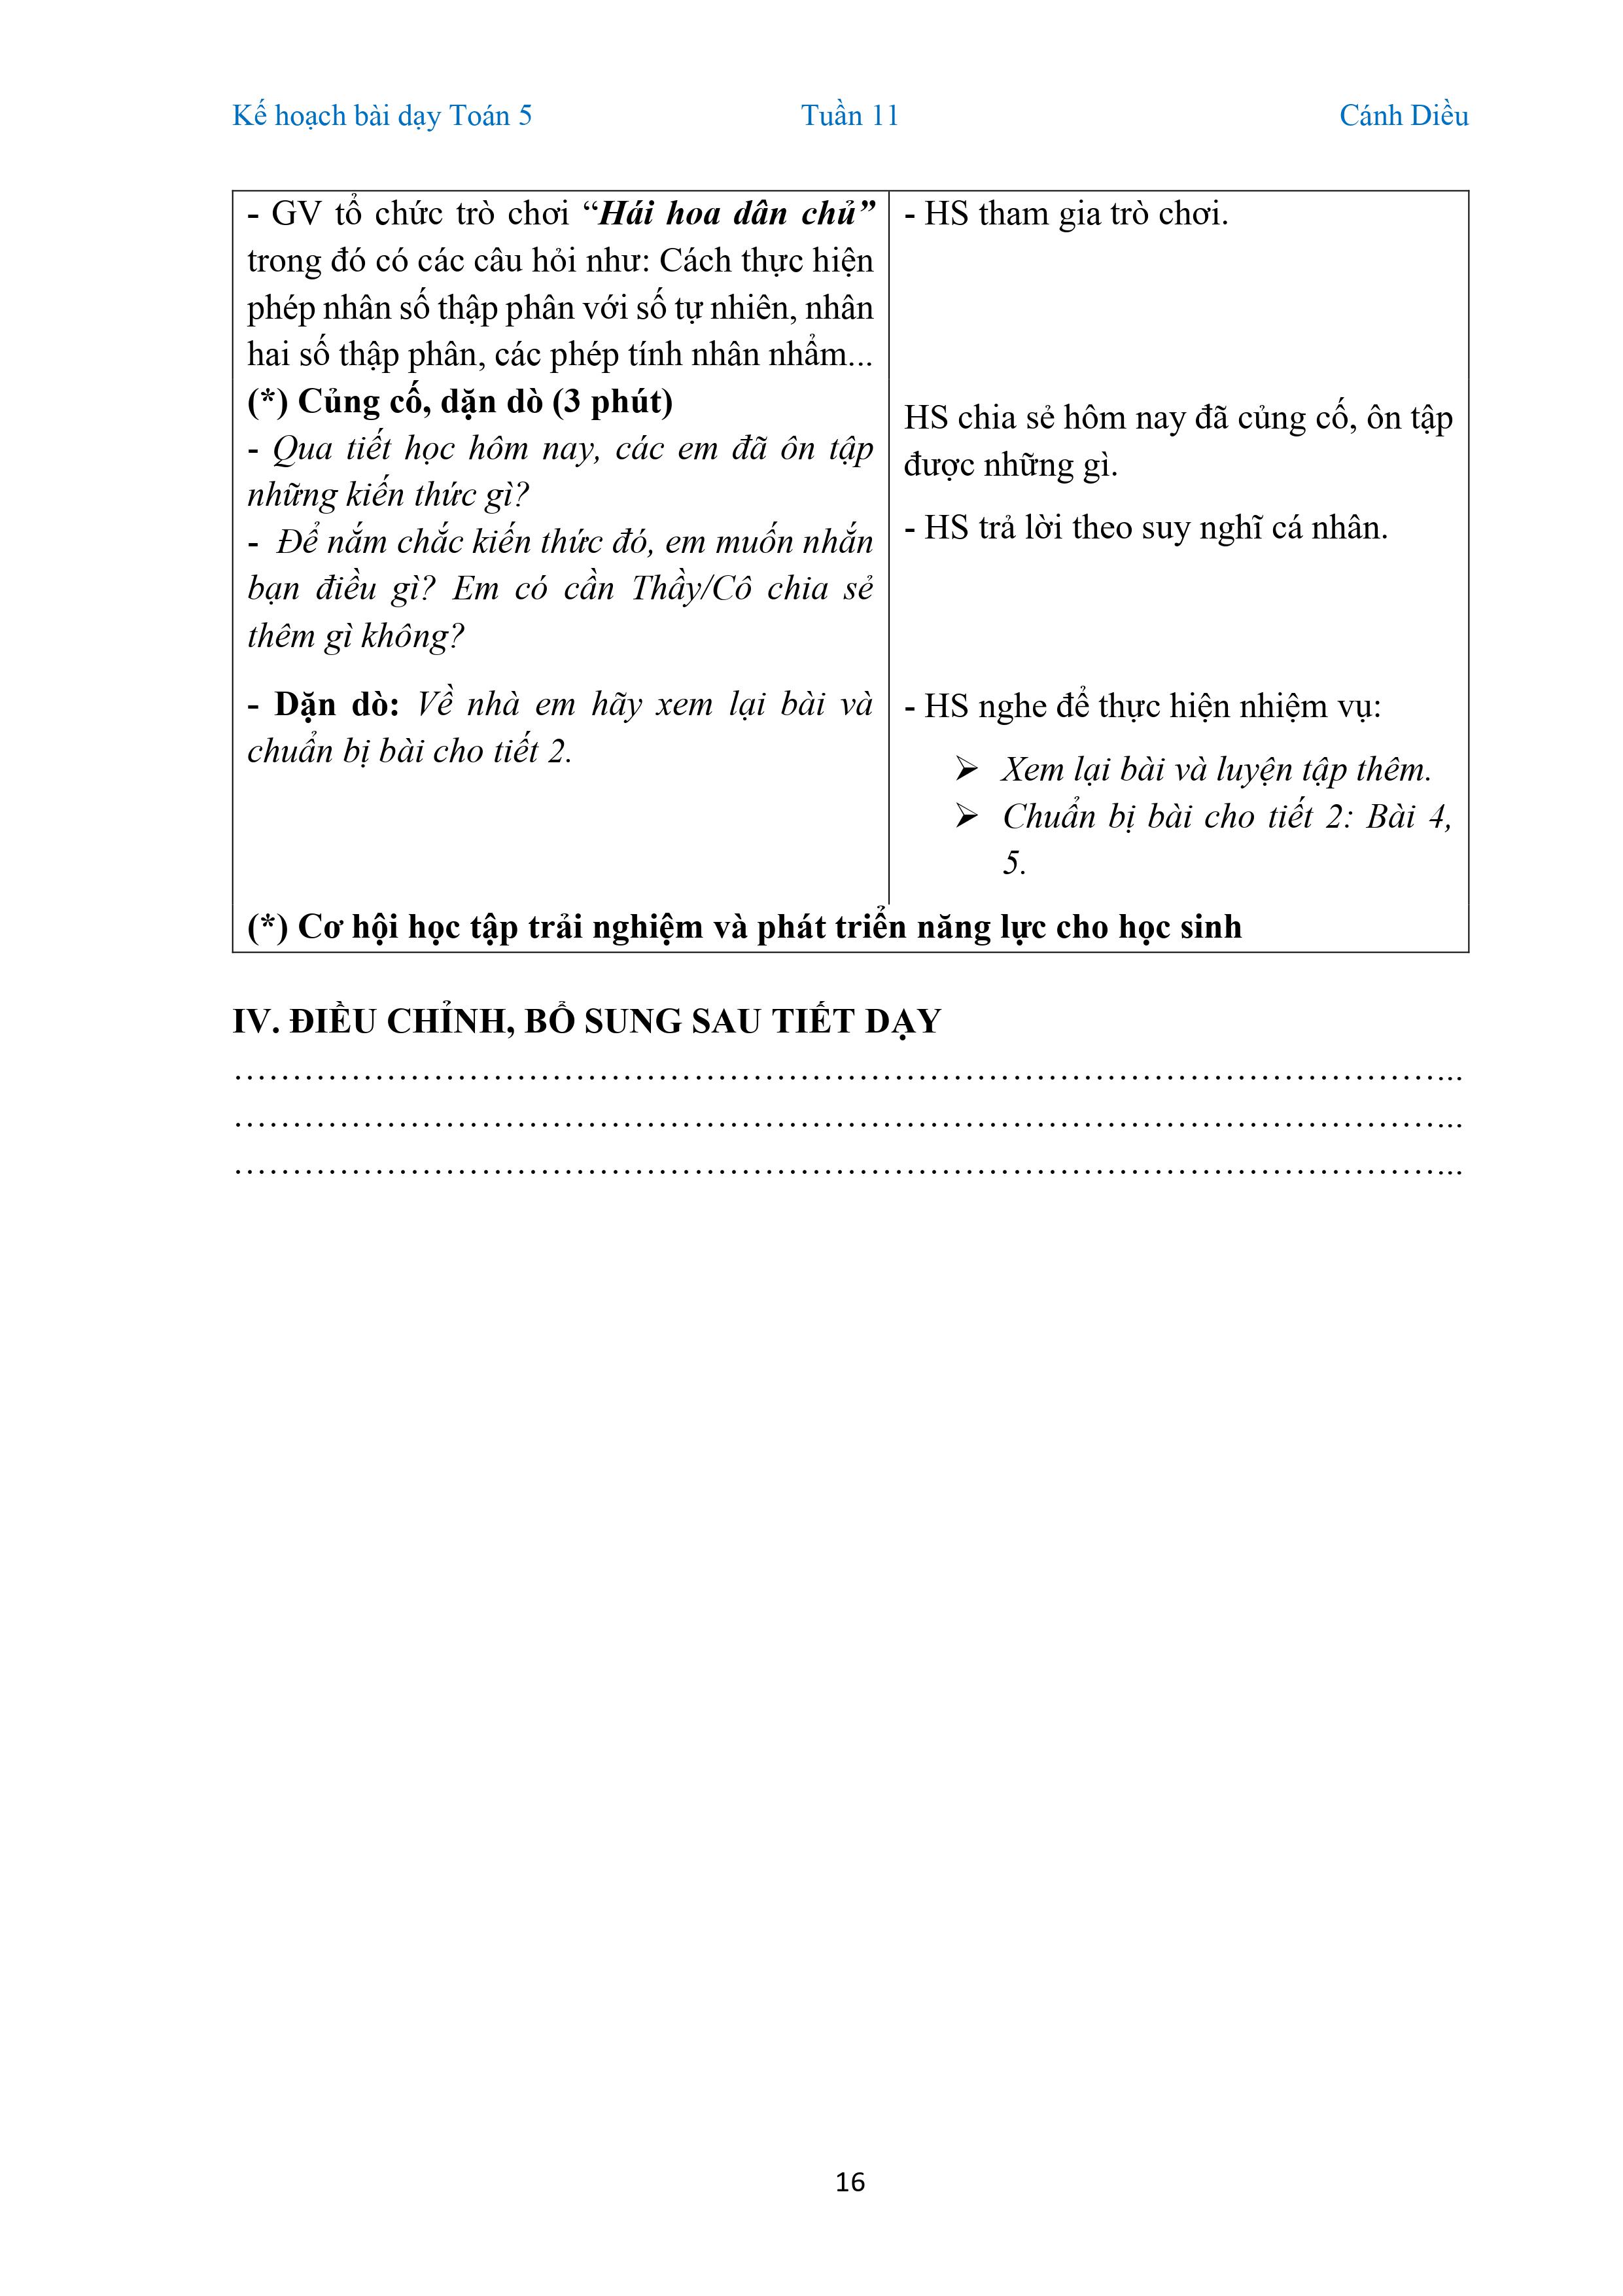 Kế hoạch bài dạy Toán 5 Tuần 11 Cánh Diều
- GV tổ chức trò chơi “Hái hoa dân chủ”
trong đó có các câu hỏi như: Cách thực hiện
phép nhân số thập phân với số tự nhiên, nhân
hai số thập phân, các phép tính nhân nhẩm...
(*) Củng cố, dặn dò (3 phút)
- Qua tiết học hôm nay, các em đã ôn tập
những kiến thức gì?
- Để nắm chắc kiến thức đó, em muốn nhắn
bạn điều gì? Em có cần Thầy/Cô chia sẻ
thêm gì không?
- Dặn dò: Về nhà em hãy xem lại bài và
chuẩn bị bài cho tiết 2.
- HS tham gia trò chơi.
HS chia sẻ hôm nay đã củng cố, ôn tập
được những gì.
- HS trả lời theo suy nghĩ cá nhân.
- HS nghe để thực hiện nhiệm vụ:
➢ Xem lại bài và luyện tập thêm.
➢ Chuẩn bị bài cho tiết 2: Bài 4,
5.
(*) Cơ hội học tập trải nghiệm và phát triển năng lực cho học sinh
IV. ĐIỀU CHỈNH, BỔ SUNG SAU TIẾT DẠY
…………………………………………………………………………………………...
…………………………………………………………………………………………...
…………………………………………………………………………………………...
16